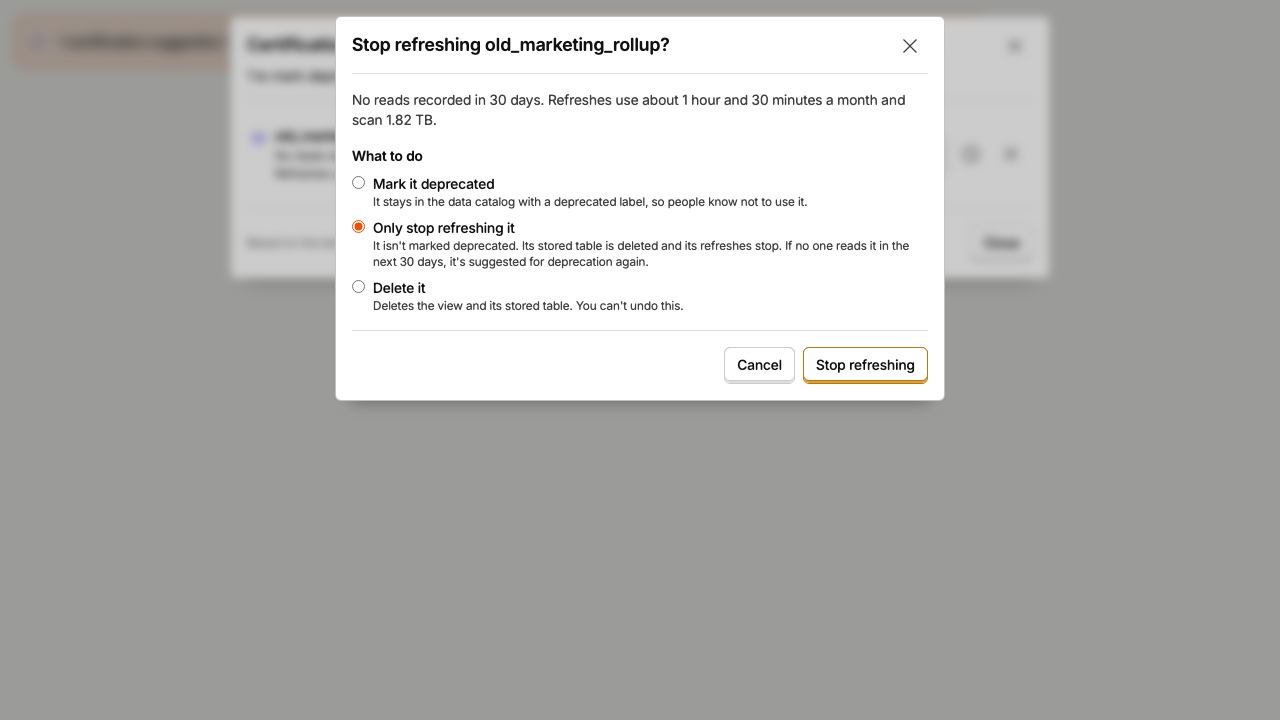 Stop refreshing old_marketing_rollup?
No reads recorded in 30 days. Refreshes use about 1 hour and 30 minutes a month and
scan 1.82 TB.
What to do
Mark it deprecated
It stays in the data catalog with a deprecated label, so people know not to use it.
Only stop refreshing it
It isn't marked deprecated. Its stored table is deleted and its refreshes stop. If no one reads it in the
next 30 days, it's suggested for deprecation again.
Delete it
Deletes the view and its stored table. You can't undo this.
Cancel
Stop refreshing
Close